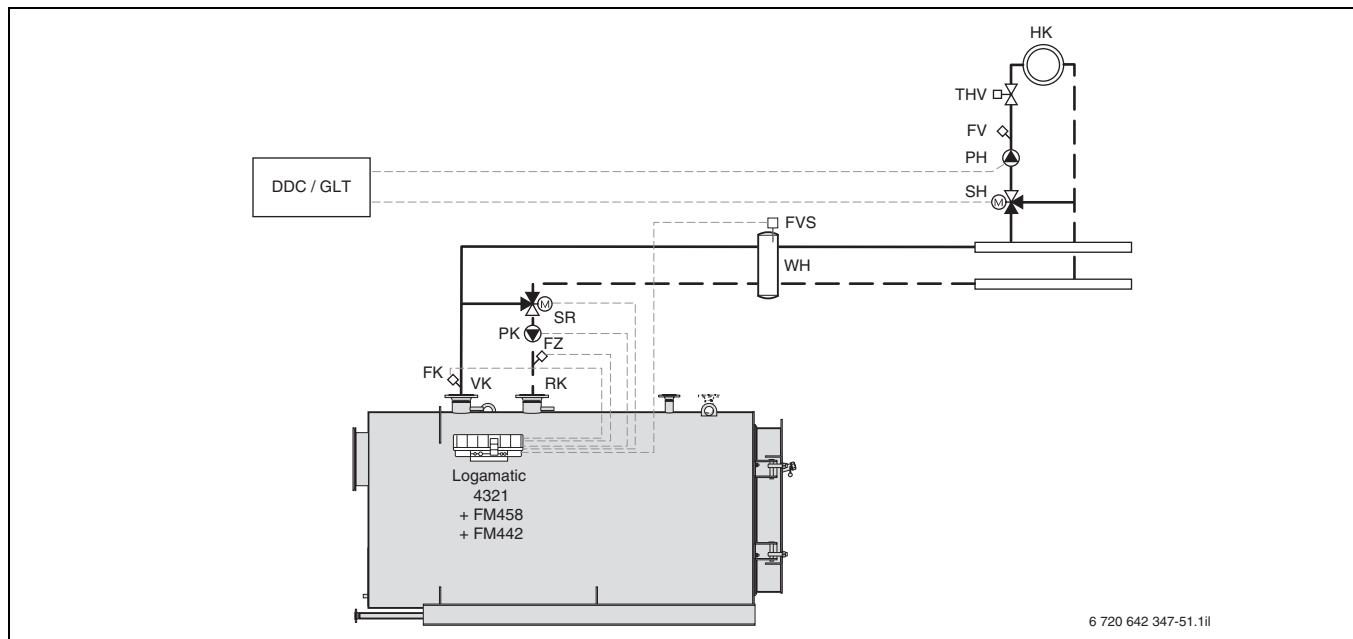 HK
THV
FV
PH
DDC / GLT
SH
M
FVS
WH
M
SR
PK
FZ
FK
VK
RK
Logamatic
4321
+ FM458
+ FM442
6 720 642 347-51.1il